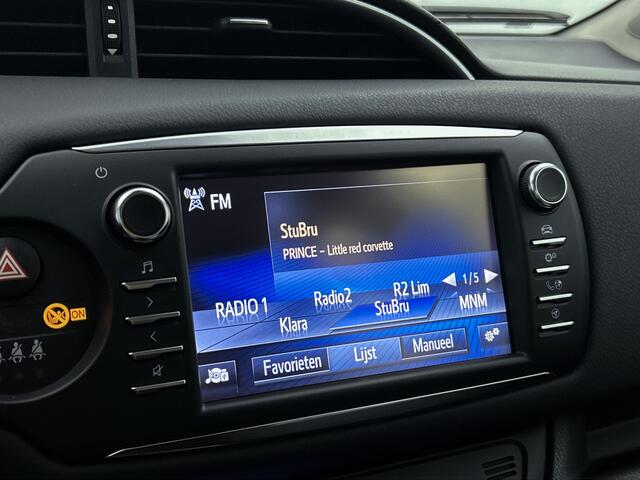 FM
StuBru
PRINCE - Little red corvette
1/5
RADIO 1
Radio2
R2 Lim
Klara
StuBru
MNM
Favorieten
Lijst
Manueel
ON